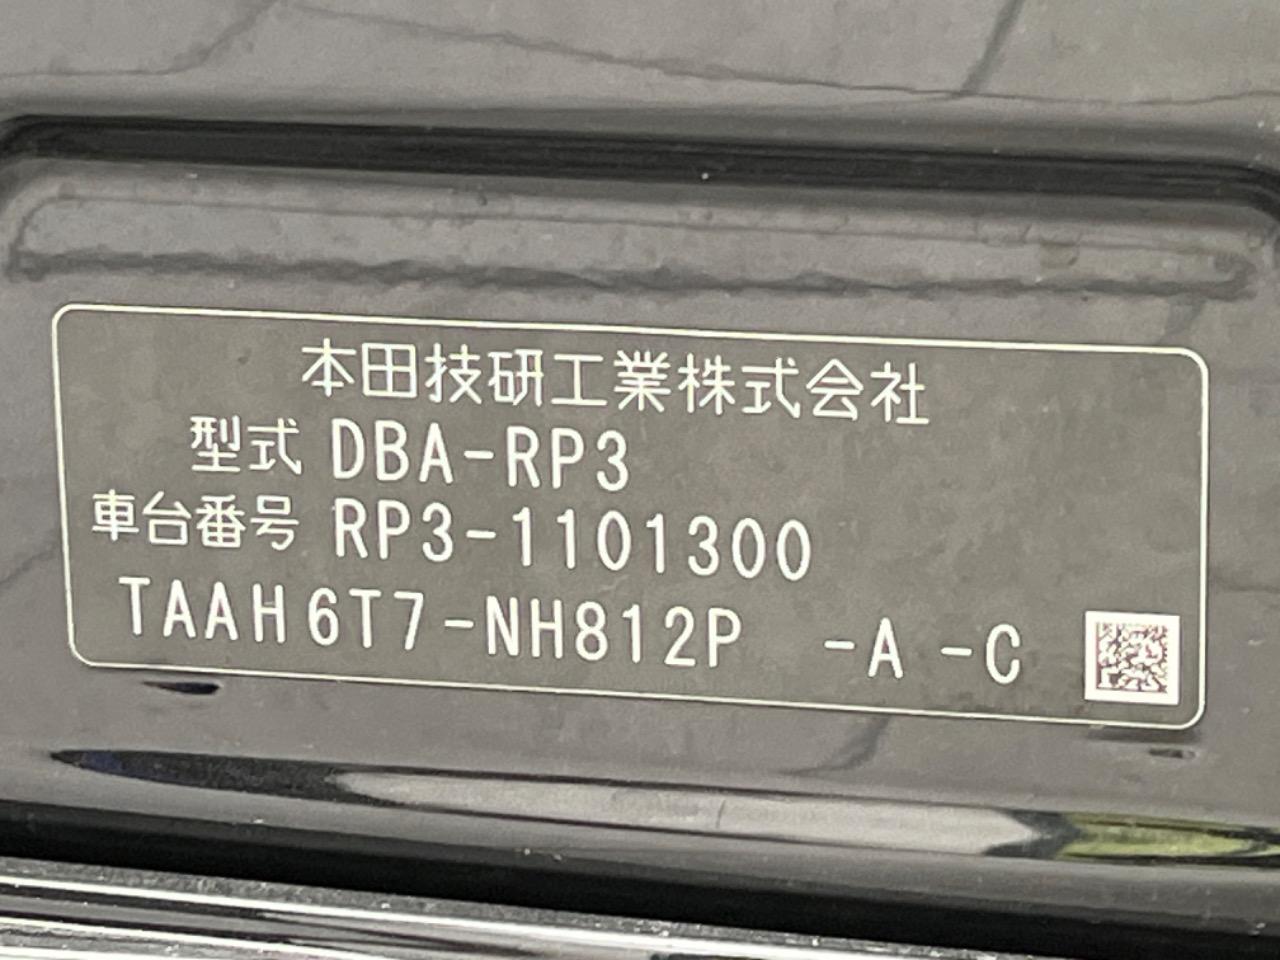 本田技研工業株式会社
型式 DBA-RP3
車台番号 RP3-1101300
TAAH6T7-NH812P -A -C